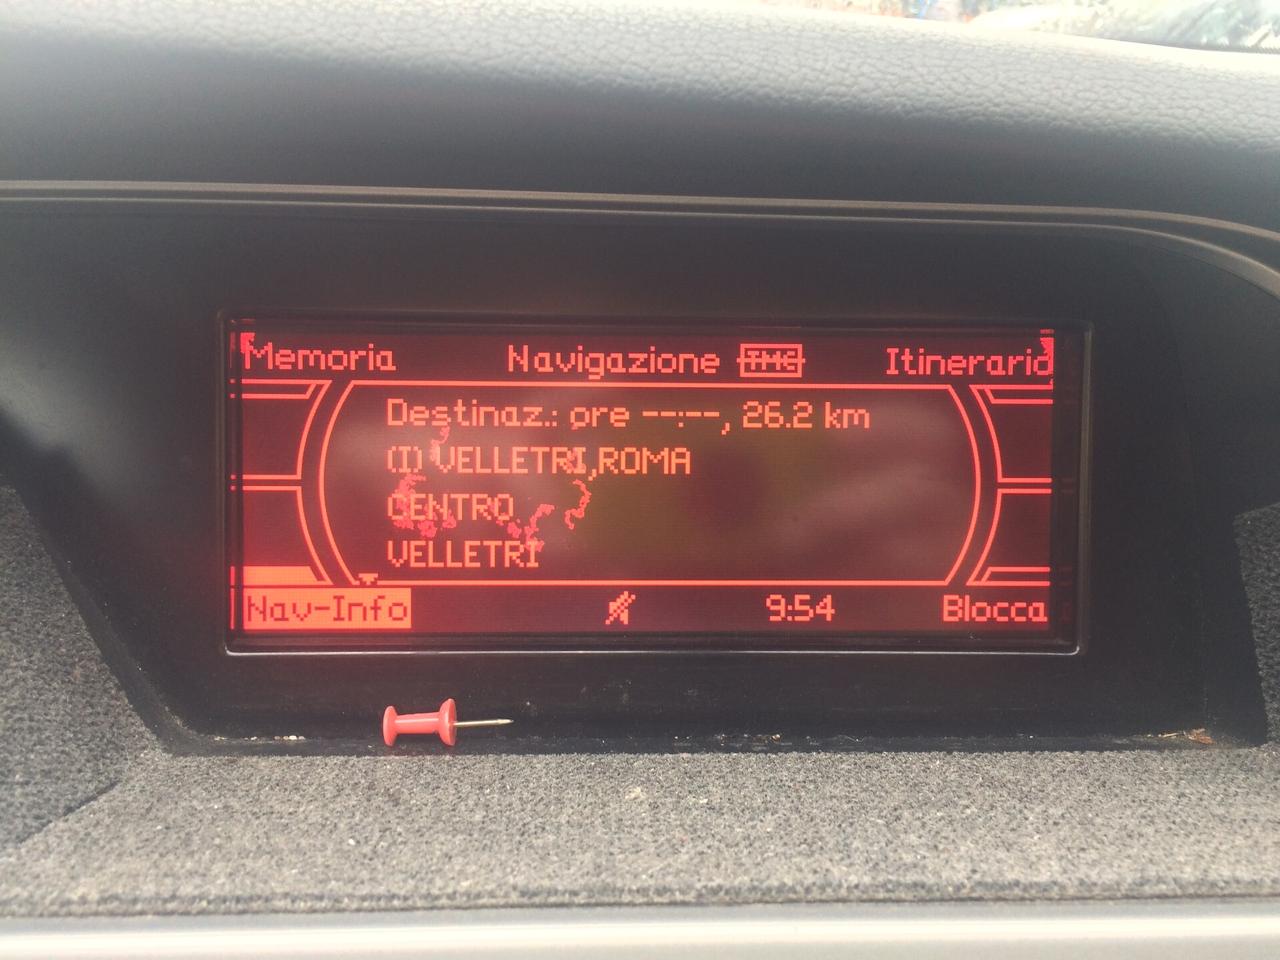 Memoria Navigazione TMC Itinerario
Destinaz.: ore --:--, 26.2 km
(I) VELLETRI,ROMA
CENTRO
VELLETRI
Nav-Info 9:54 Blocca